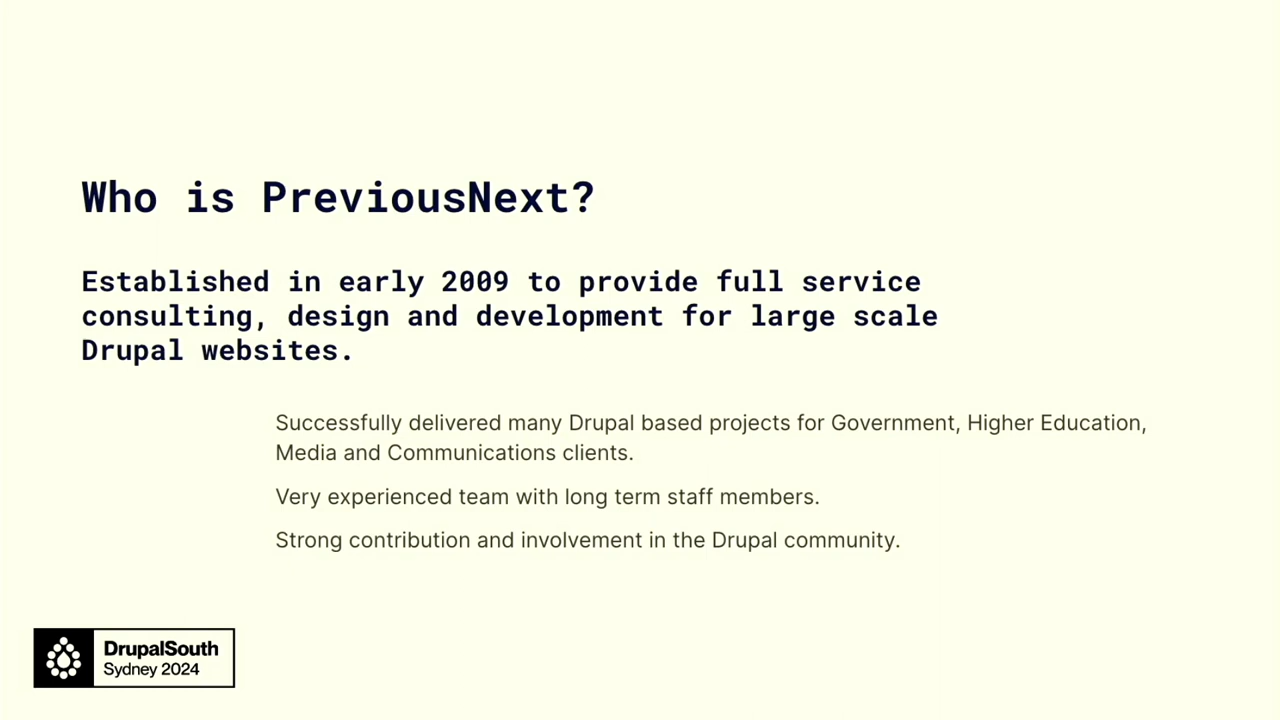 Who is PreviousNext?
Established in early 2009 to provide full service
consulting, design and development for large scale
Drupal websites.
Successfully delivered many Drupal based projects for Government, Higher Education,
Media and Communications clients.
Very experienced team with long term staff members.
Strong contribution and involvement in the Drupal community.
DrupalSouth
Sydney 2024